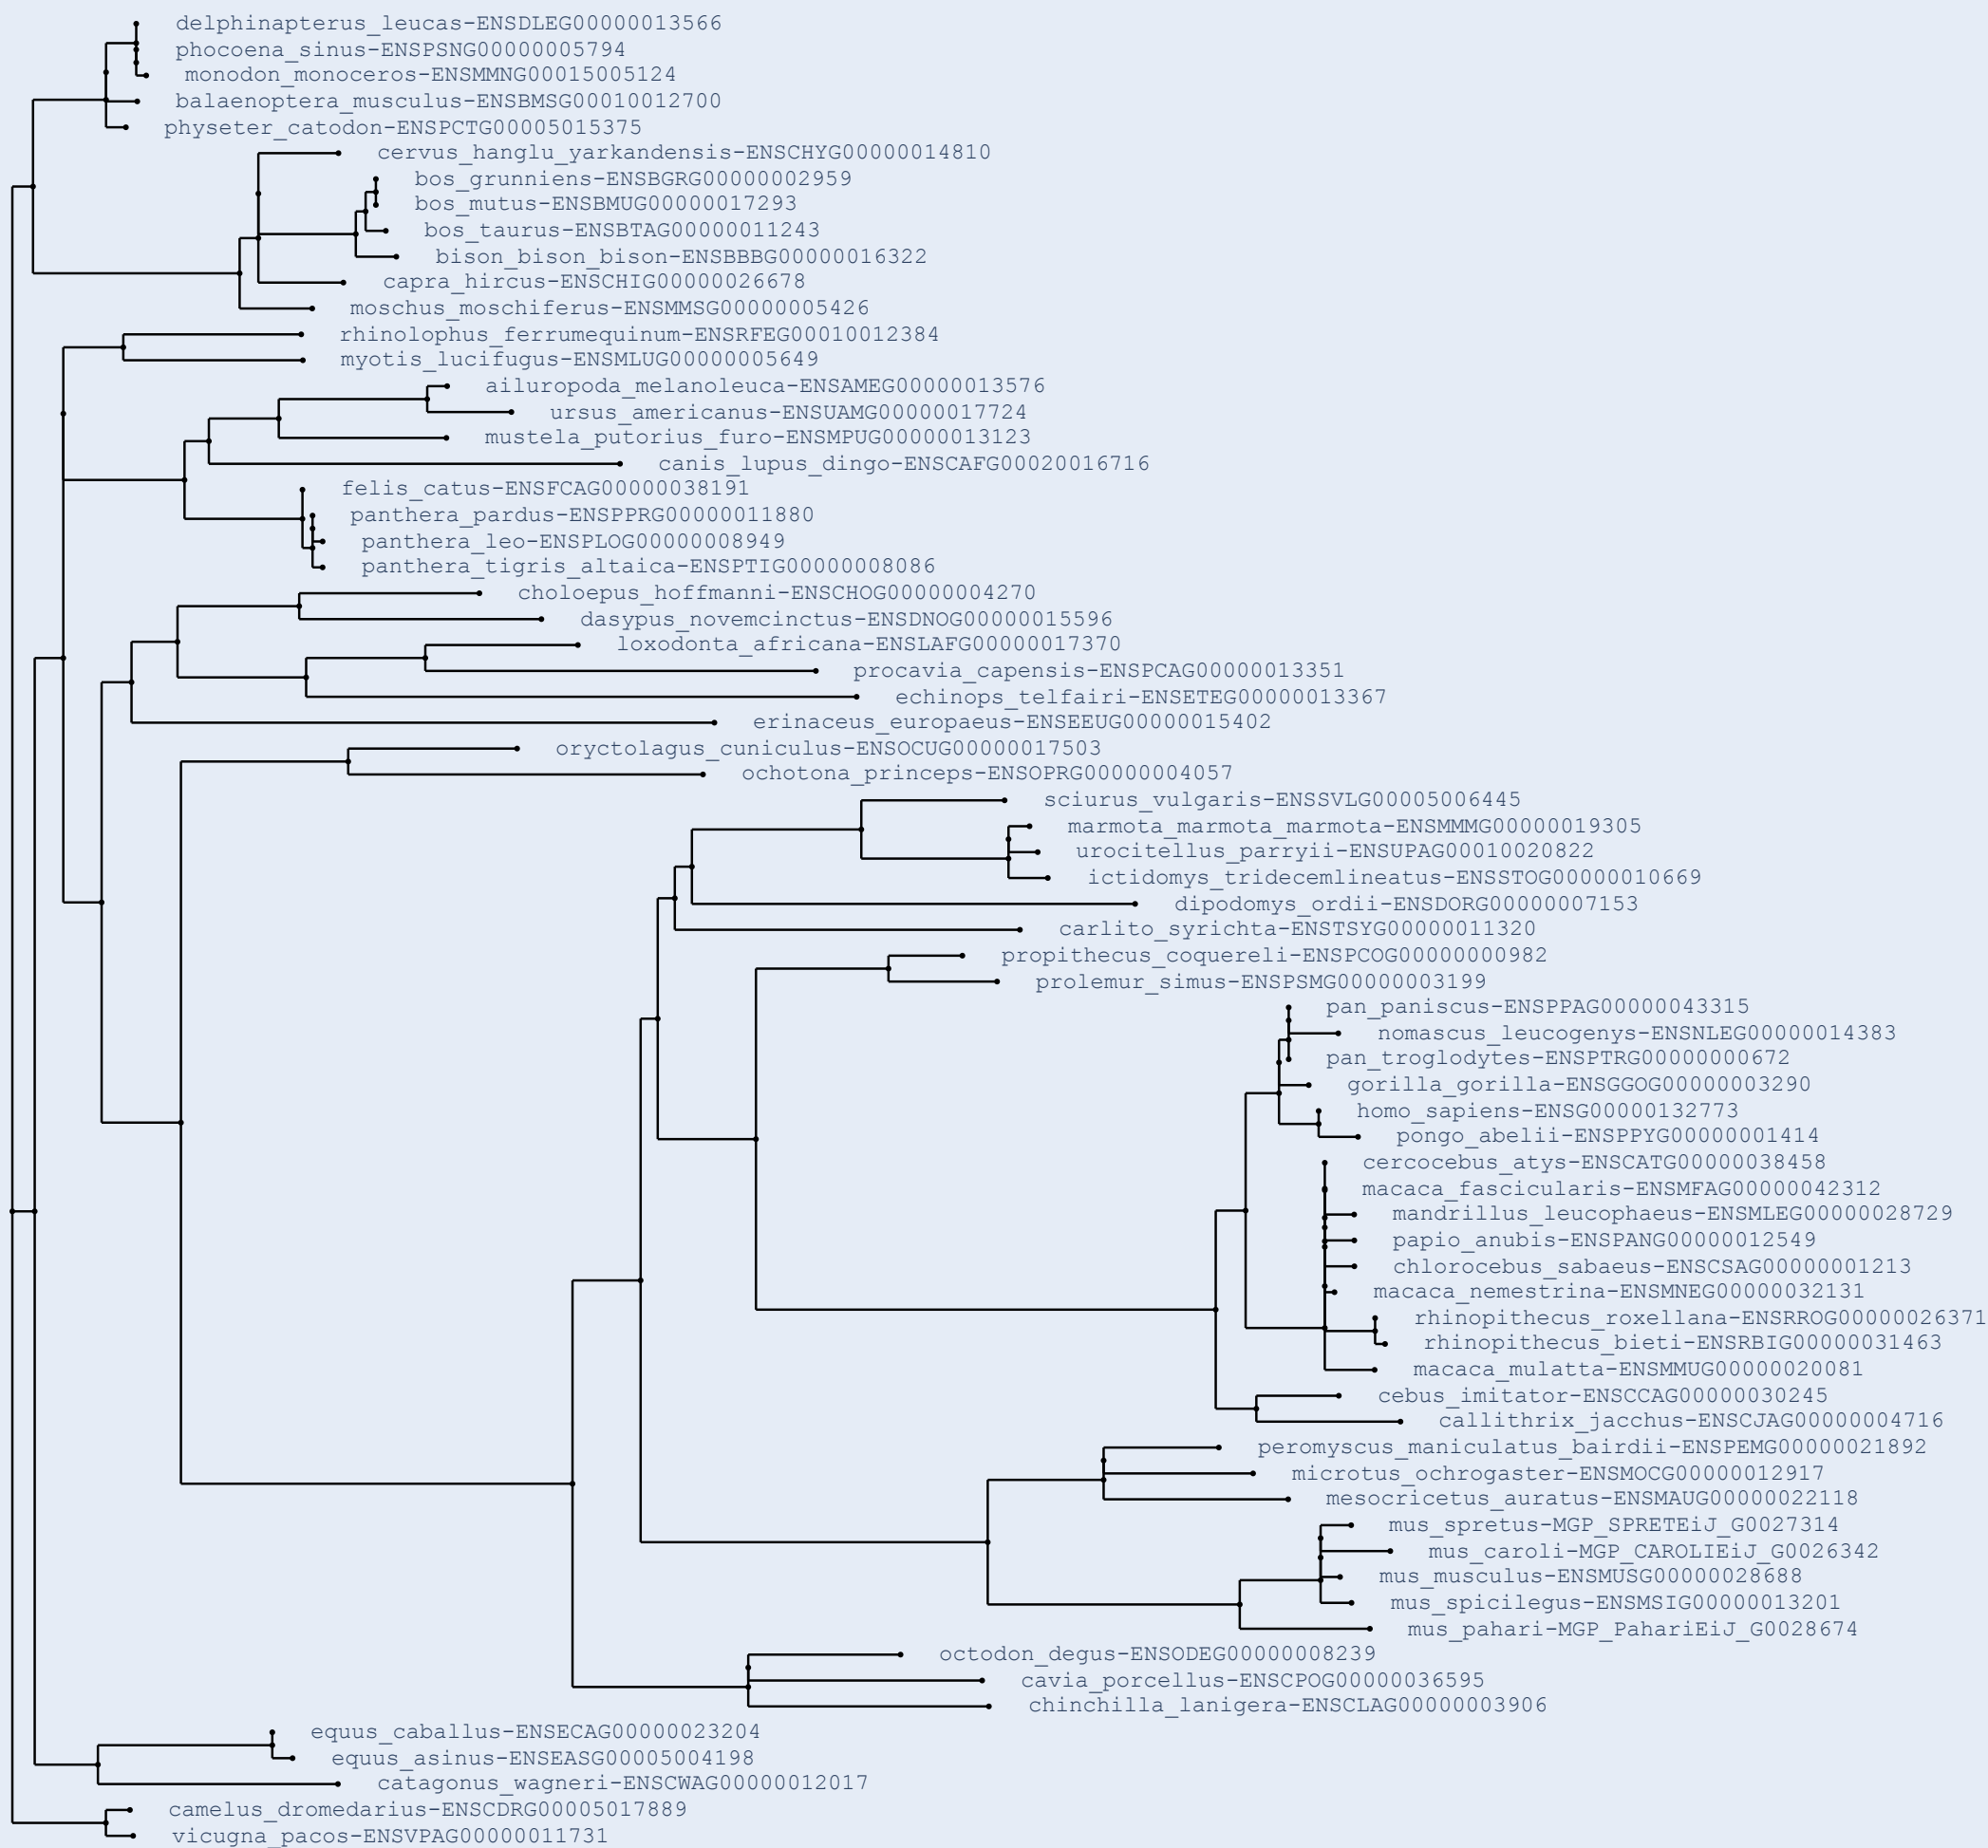 delphinapterus_leucas-ENSDLEG00000013566
phocoena_sinus-ENSPSNG00000005794
monodon_monoceros-ENSMMNG00015005124
balaenoptera_musculus-ENSBMSG00010012700
physeter_catodon-ENSPCTG00005015375
cervus_hanglu_yarkandensis-ENSCHYG00000014810
bos_grunniens-ENSBGRG00000002959
bos_mutus-ENSBMUG00000017293
bos_taurus-ENSBTAG00000011243
bison_bison_bison-ENSBBBG00000016322
capra_hircus-ENSCHIG00000026678
moschus_moschiferus-ENSMMSG00000005426
rhinolophus_ferrumequinum-ENSRFEG00010012384
myotis_lucifugus-ENSMLUG00000005649
ailuropoda_melanoleuca-ENSAMEG00000013576
ursus_americanus-ENSUAMG00000017724
mustela_putorius_furo-ENSMPUG00000013123
canis_lupus_dingo-ENSCAFG00020016716
felis_catus-ENSFCAG00000038191
panthera_pardus-ENSPPRG00000011880
panthera_leo-ENSPLOG00000008949
panthera_tigris_altaica-ENSPTIG00000008086
choloepus_hoffmanni-ENSCHOG00000004270
dasypus_novemcinctus-ENSDNOG00000015596
loxodonta_africana-ENSLAFG00000017370
procavia_capensis-ENSPCAG00000013351
echinops_telfairi-ENSETEG00000013367
erinaceus_europaeus-ENSEEUG00000015402
oryctolagus_cuniculus-ENSOCUG00000017503
ochotona_princeps-ENSOPRG00000004057
sciurus_vulgaris-ENSSVLG00005006445
marmota_marmota_marmota-ENSMMMG00000019305
urocitellus_parryii-ENSUPAG00010020822
ictidomys_tridecemlineatus-ENSSTOG00000010669
dipodomys_ordii-ENSDORG00000007153
carlito_syrichta-ENSTSYG00000011320
propithecus_coquereli-ENSPCOG00000000982
prolemur_simus-ENSPSMG00000003199
pan_paniscus-ENSPPAG00000043315
nomascus_leucogenys-ENSNLEG00000014383
pan_troglodytes-ENSPTRG00000000672
gorilla_gorilla-ENSGGOG00000003290
homo_sapiens-ENSG00000132773
pongo_abelii-ENSPPYG00000001414
cercocebus_atys-ENSCATG00000038458
macaca_fascicularis-ENSMFAG00000042312
mandrillus_leucophaeus-ENSMLEG00000028729
papio_anubis-ENSPANG00000012549
chlorocebus_sabaeus-ENSCSAG00000001213
macaca_nemestrina-ENSMNEG00000032131
rhinopithecus_roxellana-ENSRROG00000026371
rhinopithecus_bieti-ENSRBIG00000031463
macaca_mulatta-ENSMMUG00000020081
cebus_imitator-ENSCCAG00000030245
callithrix_jacchus-ENSCJAG00000004716
peromyscus_maniculatus_bairdii-ENSPEMG00000021892
microtus_ochrogaster-ENSMOCG00000012917
mesocricetus_auratus-ENSMAUG00000022118
mus_spretus-MGP_SPRETEiJ_G0027314
mus_caroli-MGP_CAROLIEiJ_G0026342
mus_musculus-ENSMUSG00000028688
mus_spicilegus-ENSMSIG00000013201
mus_pahari-MGP_PahariEiJ_G0028674
octodon_degus-ENSODEG00000008239
cavia_porcellus-ENSCPOG00000036595
chinchilla_lanigera-ENSCLAG00000003906
equus_caballus-ENSECAG00000023204
equus_asinus-ENSEASG00005004198
catagonus_wagneri-ENSCWAG00000012017
camelus_dromedarius-ENSCDRG00005017889
vicugna_pacos-ENSVPAG00000011731